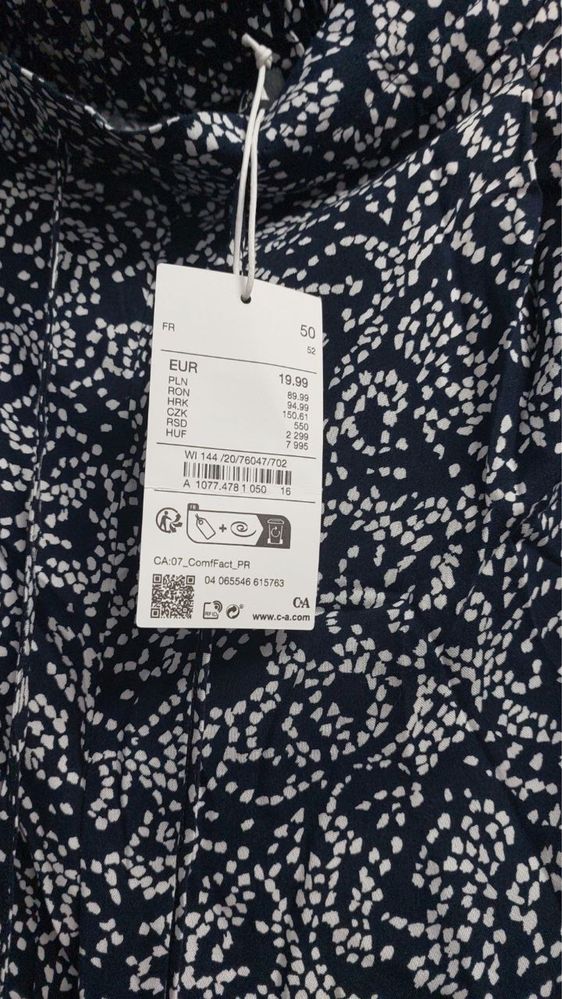 FR 50
52
EUR 19.99
PLN 89.99
RON 94.99
HRK 150.61
CZK 550
RSD 2 299
HUF 7 995
WI 144 /20/76047/702
A 1077.478 1 050 16
FR
+
CA:07_ComfFact_PR
04 065546 615763
C&A
www.c-a.com